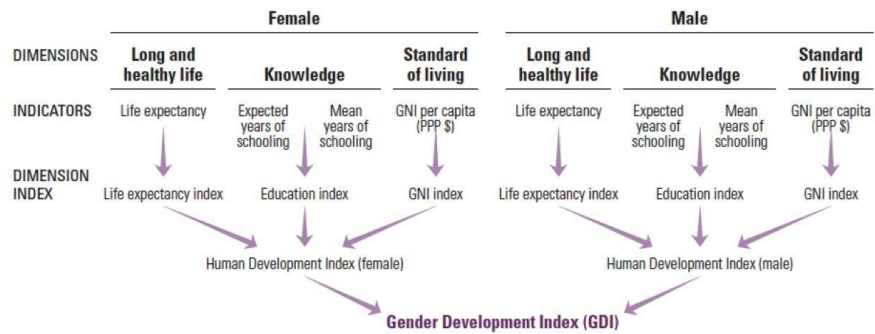 Female Male
DIMENSIONS Long and healthy life Knowledge Standard of living Long and healthy life Knowledge Standard of living
INDICATORS Life expectancy Expected years of schooling Mean years of schooling GNI per capita (PPP $) Life expectancy Expected years of schooling Mean years of schooling GNI per capita (PPP $)
DIMENSION INDEX Life expectancy index Education index GNI index Life expectancy index Education index GNI index
Human Development Index (female) Human Development Index (male)
Gender Development Index (GDI)